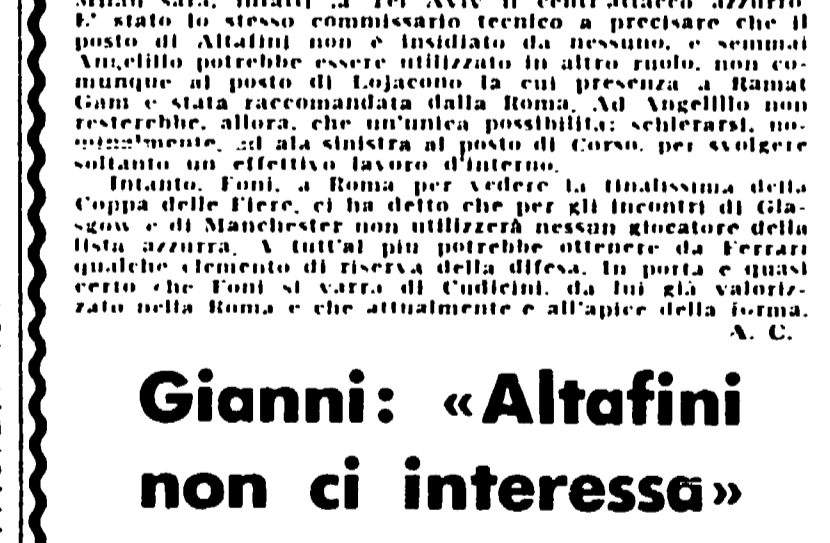 Milan sarà, infatti, a Tel Aviv il centrattacco azzurro.
E' stato lo stesso commissario tecnico a precisare che il
posto di Altafini non è insidiato da nessuno, e semmai
Angelillo potrebbe essere utilizzato in altro ruolo, non co-
munque al posto di Lojacono la cui presenza a Ramat
Gam è stata raccomandata dalla Roma. Ad Angelillo non
resterebbe, allora, che un'unica possibilità: schierarsi, no-
minalmente, ad ala sinistra al posto di Corso, per svolgere
soltanto un effettivo lavoro d'interno.
Intanto, Foni, a Roma per vedere la finalissima della
Coppa delle Fiere, ci ha detto che per gli incontri di Gla-
sgow e di Manchester non utilizzerà nessun giocatore della
lista azzurra. A tutt'al più potrebbe ottenere da Ferrari
qualche elemento di riserva della difesa. In porta è quasi
certo che Foni si varrà di Cudicini, da lui già valoriz-
zato nella Roma e che attualmente è all'apice della forma.
A. C.
Gianni: «Altafini
non ci interessa»